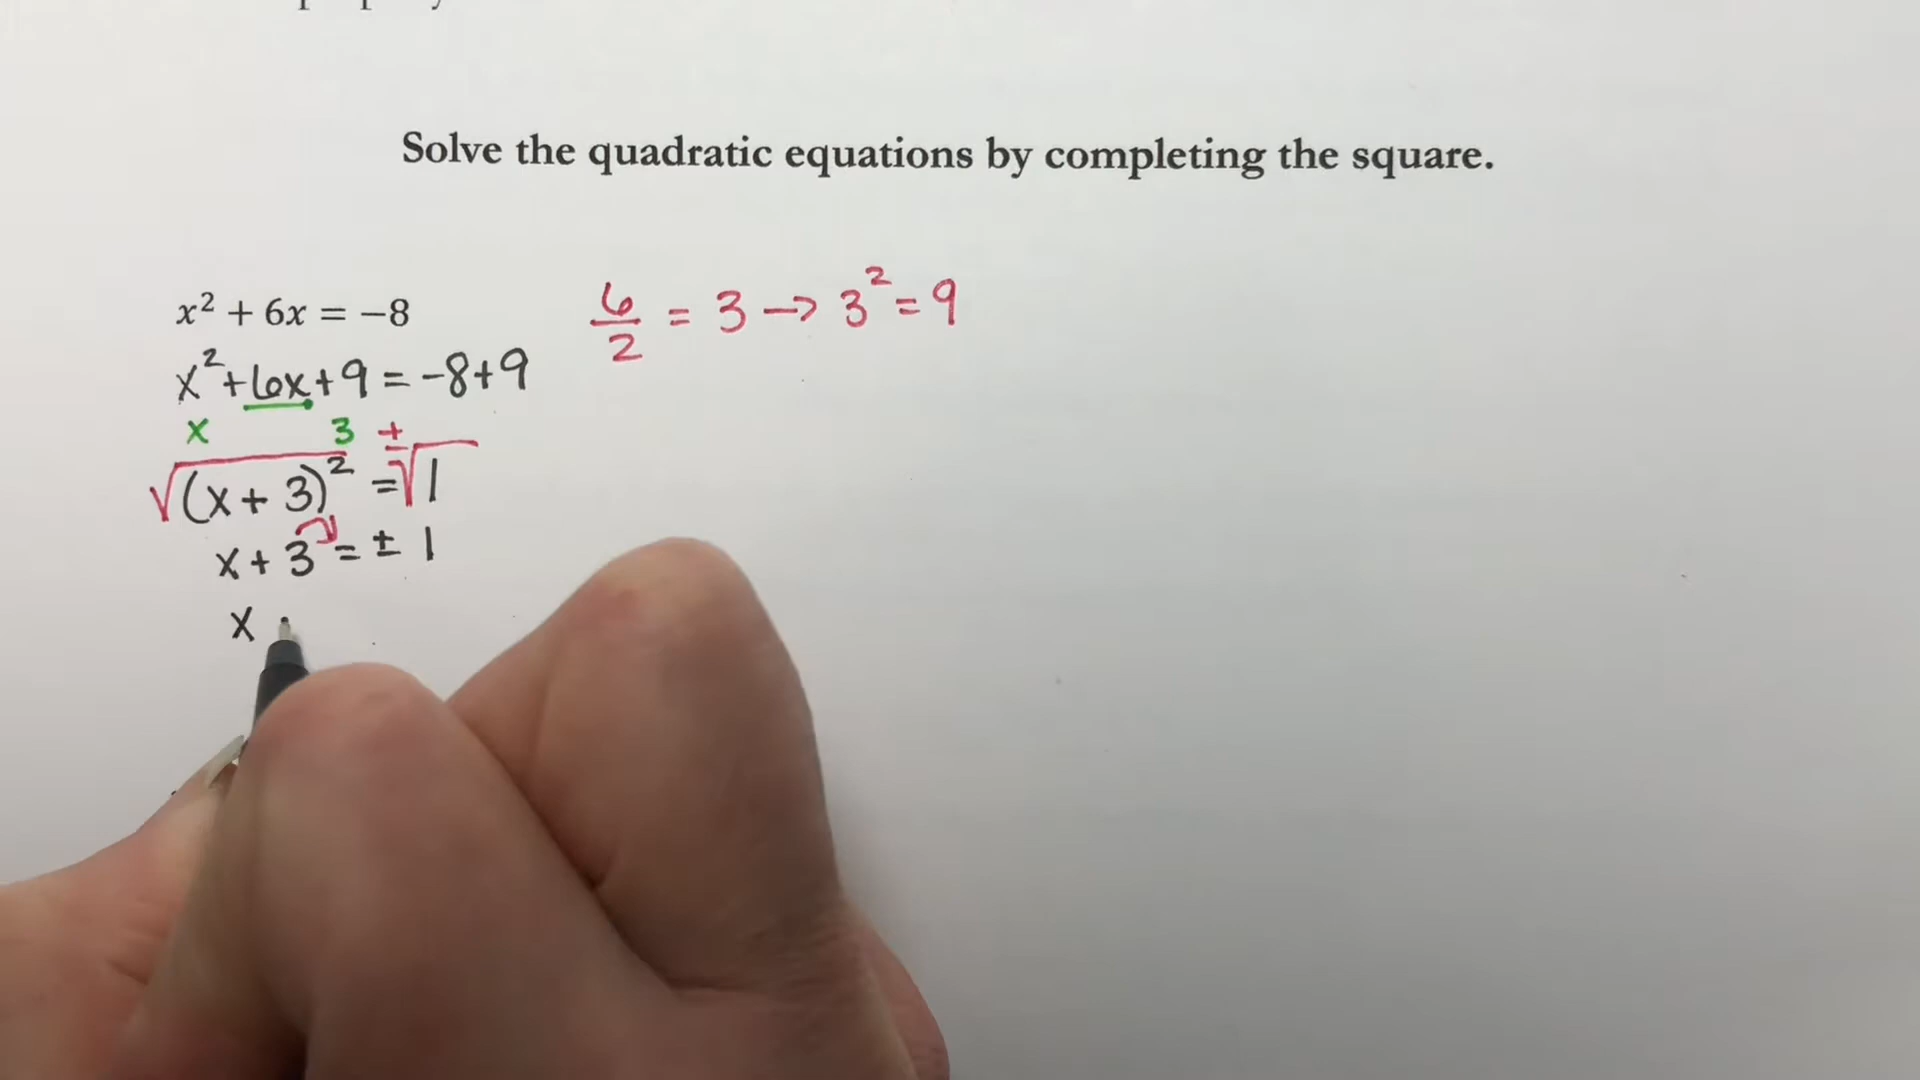 Solve the quadratic equations by completing the square.
x² + 6x = −8
6/2 = 3 → 3² = 9
x² + 6x + 9 = -8 + 9
x 3 ±
√(x + 3)² = √1
x + 3 = ± 1
x